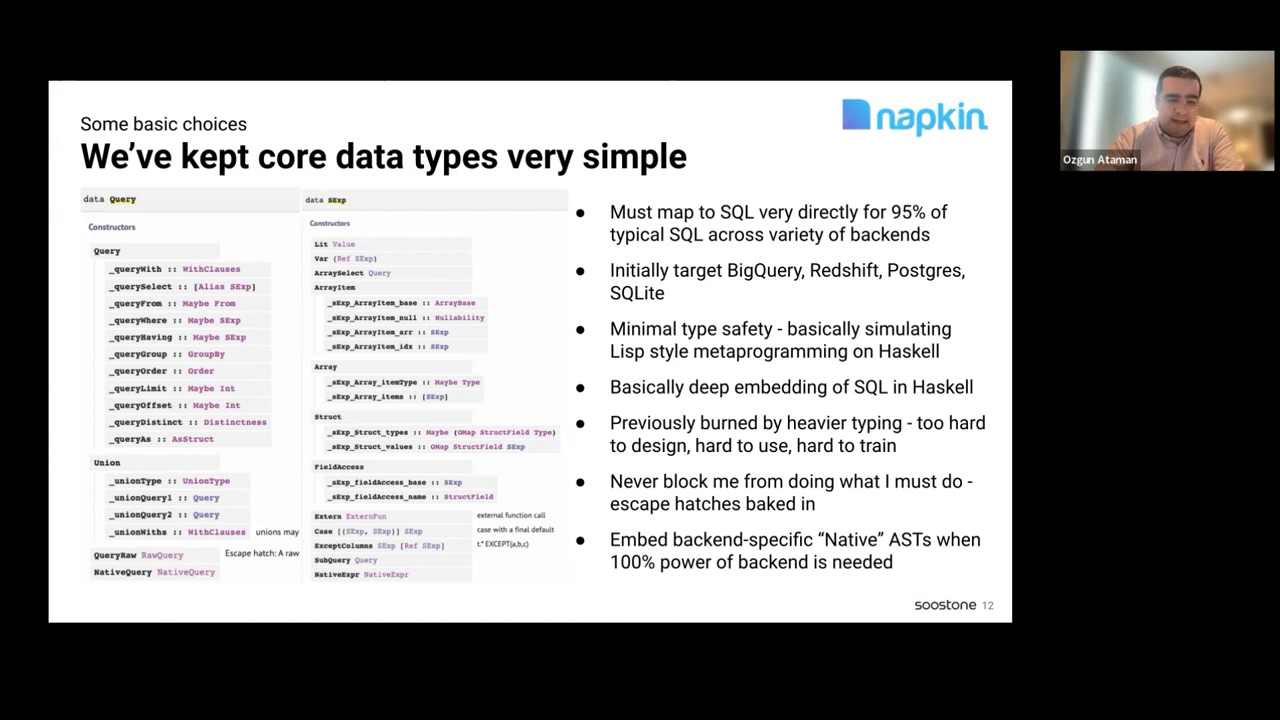 Some basic choices
We've kept core data types very simple
napkin
Ozgun Ataman
data Query
Constructors
Query
_queryWith :: WithClauses
_querySelect :: [Alias SExp]
_queryFrom :: Maybe From
_queryWhere :: Maybe SExp
_queryHaving :: Maybe SExp
_queryGroup :: GroupBy
_queryOrder :: Order
_queryLimit :: Maybe Int
_queryOffset :: Maybe Int
_queryDistinct :: Distinctness
_queryAs :: AsStruct
Union
_unionType :: UnionType
_unionQuery1 :: Query
_unionQuery2 :: Query
_unionWiths :: WithClauses unions may
QueryRaw RawQuery Escape hatch: A raw
NativeQuery NativeQuery
data SExp
Constructors
Lit Value
Var (Ref SExp)
ArraySelect Query
ArrayItem
_sExp_ArrayItem_base :: ArrayBase
_sExp_ArrayItem_null :: Nullability
_sExp_ArrayItem_arr :: SExp
_sExp_ArrayItem_idx :: SExp
Array
_sExp_Array_itemType :: Maybe Type
_sExp_Array_items :: [SExp]
Struct
_sExp_Struct_types :: Maybe (OMap StructField Type)
_sExp_Struct_values :: OMap StructField SExp
FieldAccess
_sExp_fieldAccess_base :: SExp
_sExp_fieldAccess_name :: StructField
Extern ExternFun external function call
Case [(SExp, SExp)] SExp case with a final default
ExceptColumns SExp [Ref SExp] t.* EXCEPT(a,b,c)
SubQuery Query
NativeExpr NativeExpr
● Must map to SQL very directly for 95% of
typical SQL across variety of backends
● Initially target BigQuery, Redshift, Postgres,
SQLite
● Minimal type safety - basically simulating
Lisp style metaprogramming on Haskell
● Basically deep embedding of SQL in Haskell
● Previously burned by heavier typing - too hard
to design, hard to use, hard to train
● Never block me from doing what I must do -
escape hatches baked in
● Embed backend-specific “Native” ASTs when
100% power of backend is needed
soostone 12